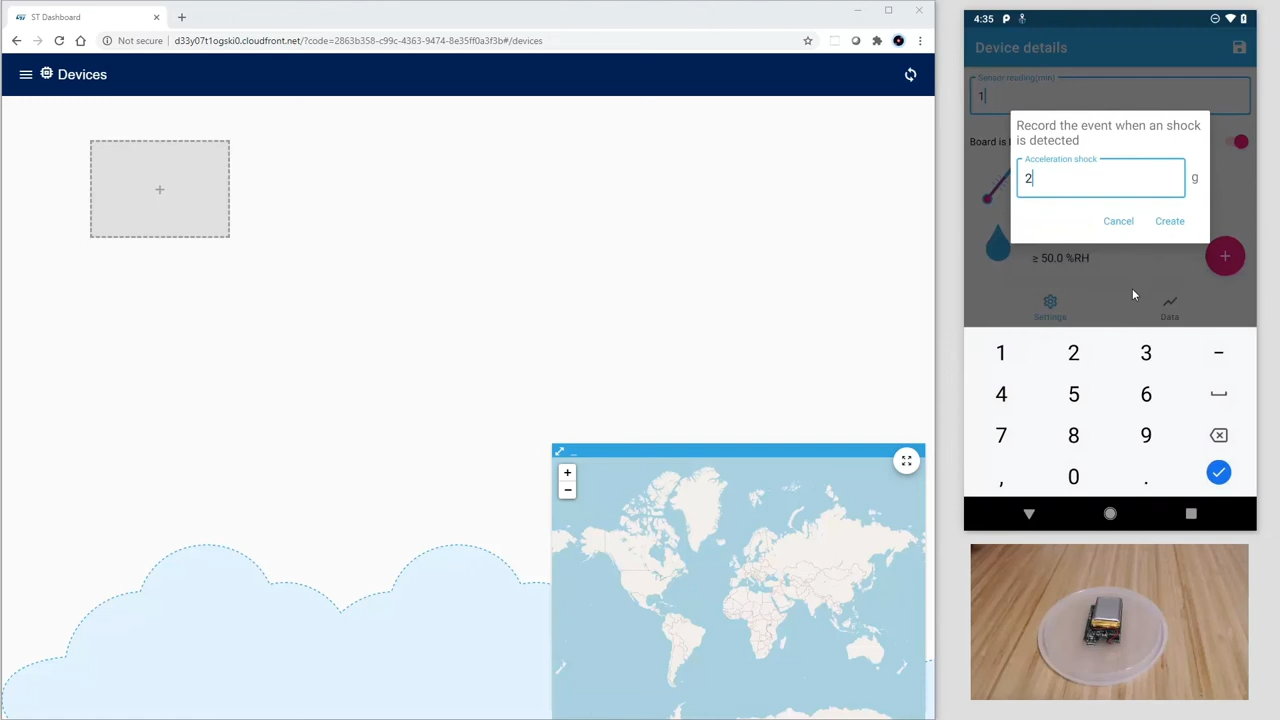 ST Dashboard
Not secure
d33y07t1ogski0.cloudfront.net/?code=2863b358-c99c-4363-9474-8e35ff0a3f3b#/devices
Devices
+
+
−
4:35
Device details
Sensor reading(min)
1
Board is
Record the event when an shock
is detected
Acceleration shock
2
g
Cancel
Create
≥ 50.0 %RH
+
Settings
Data
1 2 3 −
4 5 6
7 8 9
, 0 .